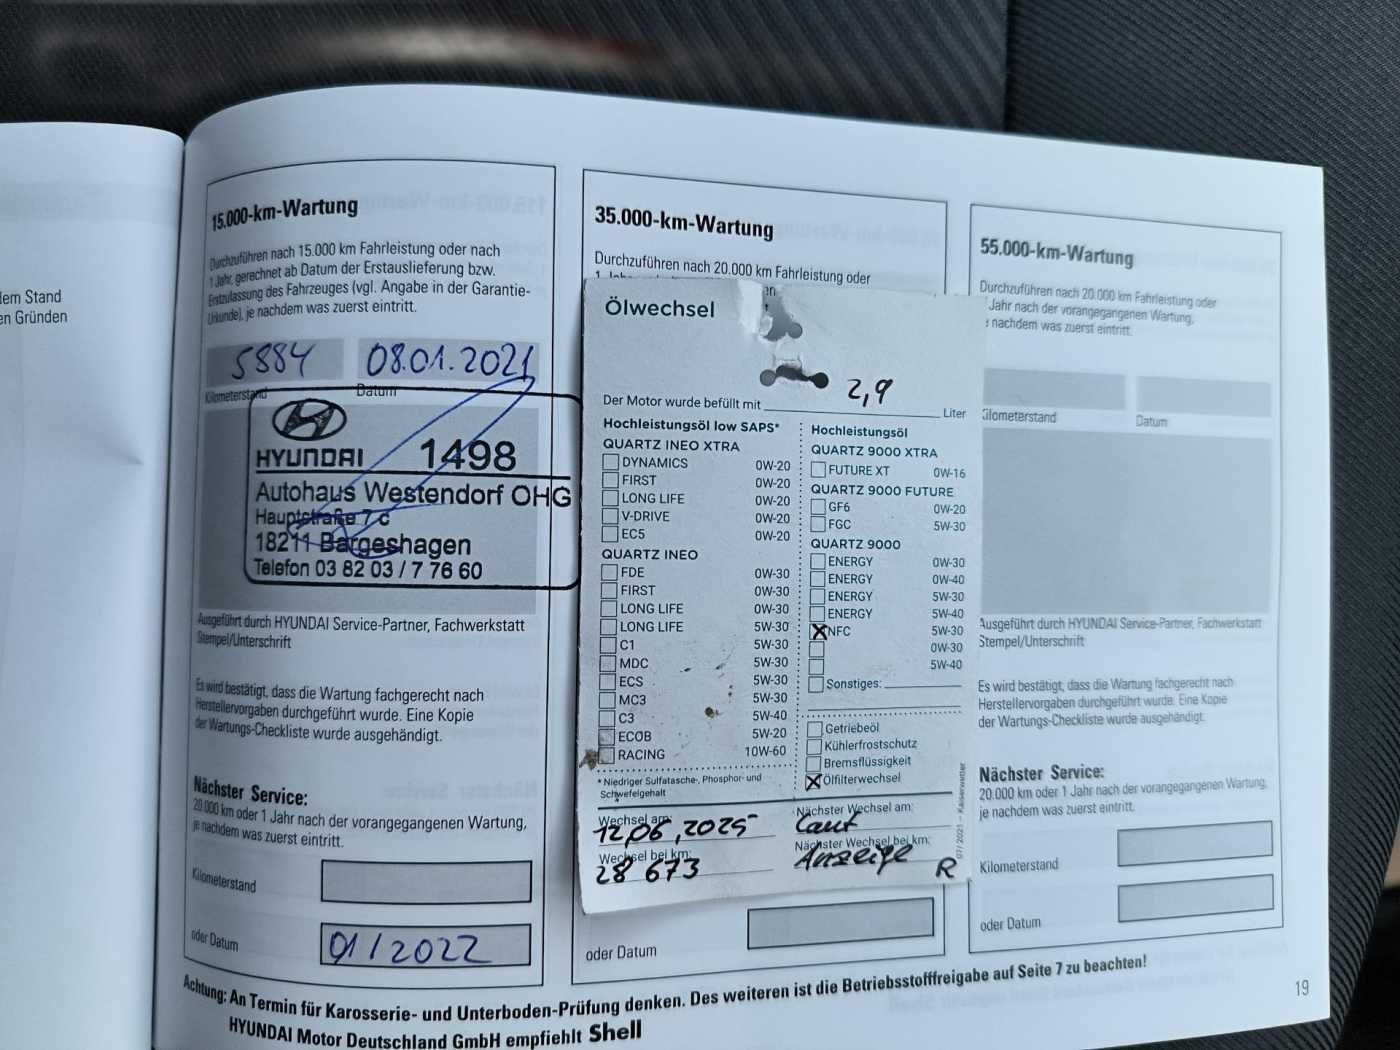 dem Stand
en Gründen
15.000-km-Wartung
Durchzuführen nach 15.000 km Fahrleistung oder nach
1 Jahr, gerechnet ab Datum der Erstauslieferung bzw.
Erstzulassung des Fahrzeuges (vgl. Angabe in der Garantie-
Urkunde), je nachdem was zuerst eintritt.
5884 08.01.2021
Kilometerstand Datum
HYUNDAI 1498
Autohaus Westendorf OHG
Hauptstraße 7 c
18211 Bargeshagen
Telefon 03 82 03 / 7 76 60
Ausgeführt durch HYUNDAI Service-Partner, Fachwerkstatt
Stempel/Unterschrift
Es wird bestätigt, dass die Wartung fachgerecht nach
Herstellervorgaben durchgeführt wurde. Eine Kopie
der Wartungs-Checkliste wurde ausgehändigt.
Nächster Service:
20.000 km oder 1 Jahr nach der vorangegangenen Wartung,
je nachdem was zuerst eintritt.
Kilometerstand
oder Datum 01/2022
35.000-km-Wartung
Durchzuführen nach 20.000 km Fahrleistung oder
Ölwechsel
Der Motor wurde befüllt mit 2,9 Liter
Hochleistungsöl low SAPS*
QUARTZ INEO XTRA
DYNAMICS 0W-20
FIRST 0W-20
LONG LIFE 0W-20
V-DRIVE 0W-20
EC5 0W-20
QUARTZ INEO
FDE 0W-30
FIRST 0W-30
LONG LIFE 0W-30
LONG LIFE 5W-30
C1 5W-30
MDC 5W-30
ECS 5W-30
MC3 5W-30
C3 5W-40
ECOB 5W-20
RACING 10W-60
* Niedriger Sulfatasche-, Phosphor- und
Schwefelgehalt
Hochleistungsöl
QUARTZ 9000 XTRA
FUTURE XT 0W-16
QUARTZ 9000 FUTURE
GF6 0W-20
FGC 5W-30
QUARTZ 9000
ENERGY 0W-30
ENERGY 0W-40
ENERGY 5W-30
ENERGY 5W-40
X NFC 5W-30
0W-30
5W-40
Sonstiges:
Getriebeöl
Kühlerfrostschutz
Bremsflüssigkeit
X Ölfilterwechsel
Wechsel am: 12,06,2025
Wechsel bei km: 28 673
Nächster Wechsel am: Laut
Nächster Wechsel bei km: Anzeige R
07/2021 – Kaiserwetter
oder Datum
55.000-km-Wartung
Durchzuführen nach 20.000 km Fahrleistung oder
Jahr nach der vorangegangenen Wartung,
je nachdem was zuerst eintritt.
Kilometerstand Datum
Ausgeführt durch HYUNDAI Service-Partner, Fachwerkstatt
Stempel/Unterschrift
Es wird bestätigt, dass die Wartung fachgerecht nach
Herstellervorgaben durchgeführt wurde. Eine Kopie
der Wartungs-Checkliste wurde ausgehändigt.
Nächster Service:
20.000 km oder 1 Jahr nach der vorangegangenen Wartung,
je nachdem was zuerst eintritt.
Kilometerstand
oder Datum
Achtung: An Termin für Karosserie- und Unterboden-Prüfung denken. Des weiteren ist die Betriebsstofffreigabe auf Seite 7 zu beachten!
HYUNDAI Motor Deutschland GmbH empfiehlt Shell
19